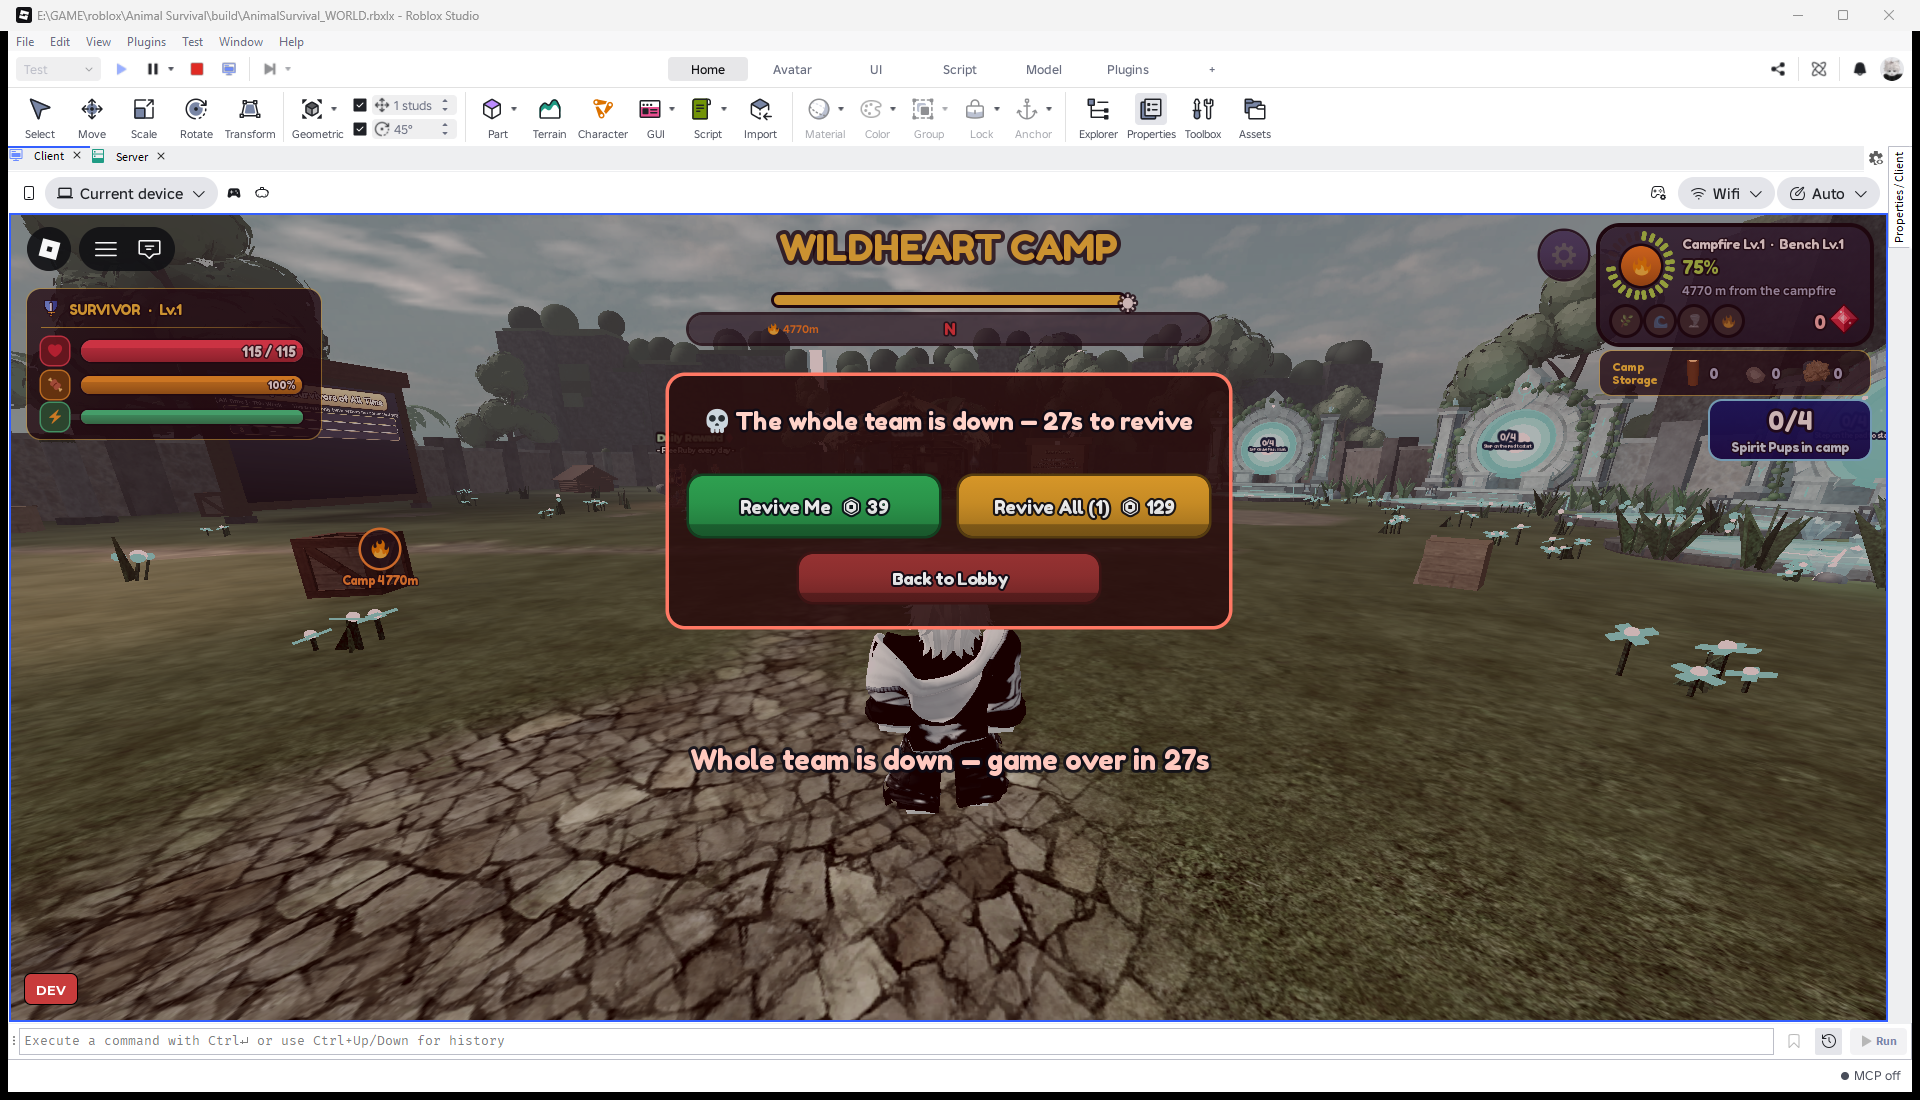 E:\GAME\roblox\Animal Survival\build\AnimalSurvival_WORLD.rbxlx - Roblox Studio
File Edit View Plugins Test Window Help
Test
Home Avatar UI Script Model Plugins +
Select Move Scale Rotate Transform Geometric 1 studs 45° Part Terrain Character GUI Script Import Material Color Group Lock Anchor Explorer Properties Toolbox Assets
Client Server
Properties / Client
Current device
Wifi Auto
WILDHEART CAMP
Campfire Lv.1 · Bench Lv.1
75%
4770 m from the campfire
0
SURVIVOR · Lv.1
115 / 115
100%
4770m N
Camp Storage 0 0 0
0/4
Spirit Pups in camp
💀 The whole team is down — 27s to revive
Revive Me 39
Revive All (1) 129
Back to Lobby
0/4
0/4
Camp 4770m
Whole team is down — game over in 27s
DEV
Execute a command with Ctrl↵ or use Ctrl+Up/Down for history
Run
MCP off